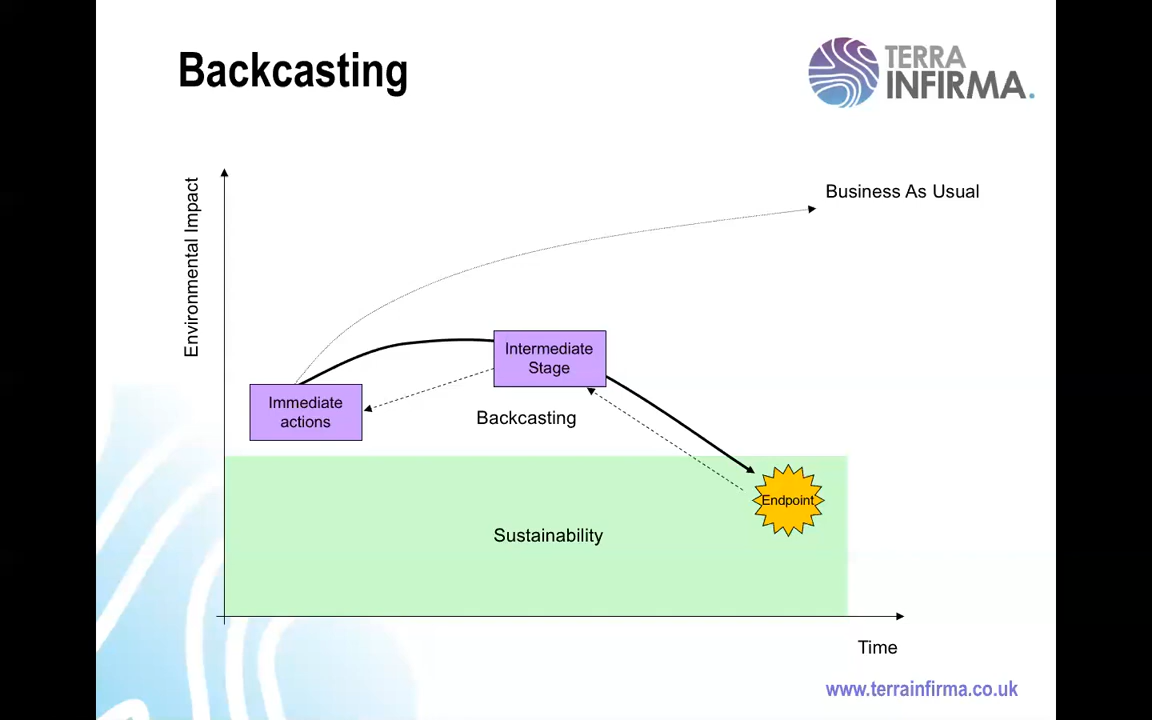 Backcasting
TERRA
INFIRMA.
Environmental Impact
Business As Usual
Intermediate
Stage
Immediate
actions
Backcasting
Endpoint
Sustainability
Time
www.terrainfirma.co.uk